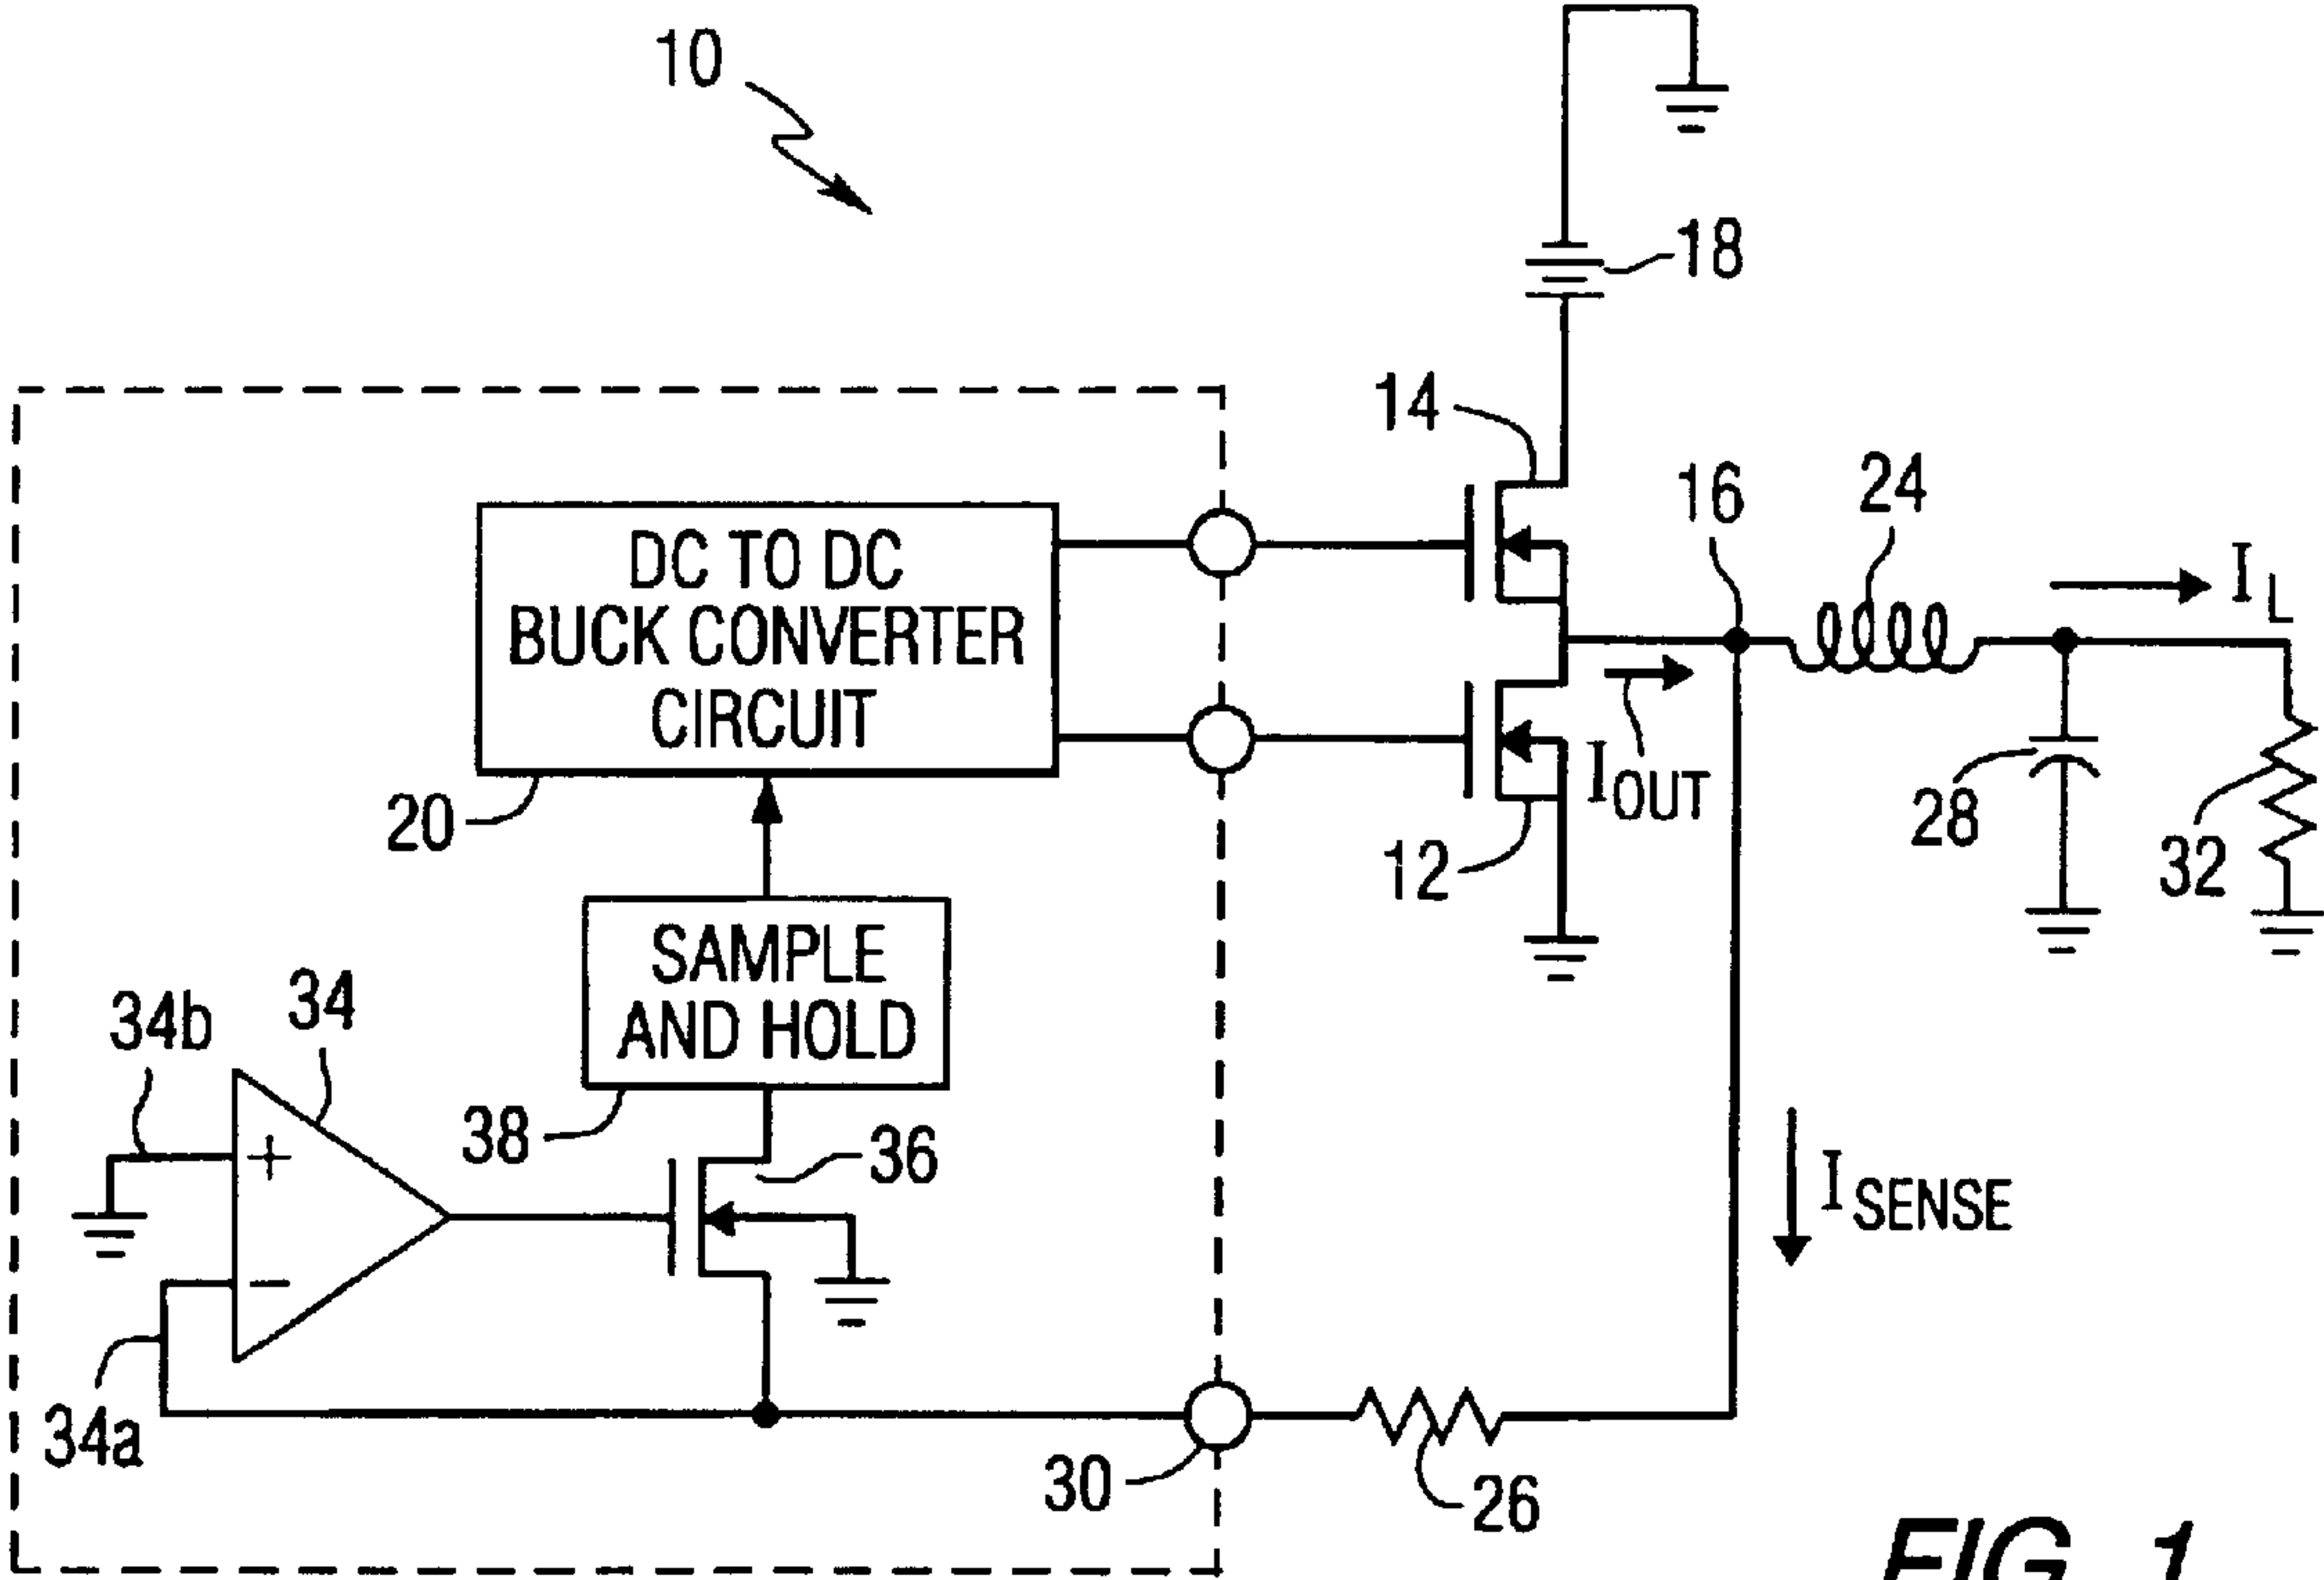 10
18
14
16
24
I_L
DC TO DC
BUCK CONVERTER
CIRCUIT
20
I_OUT
12
28
32
SAMPLE
AND HOLD
34b
34
38
36
+
−
I_SENSE
34a
30
26
FIG. 1